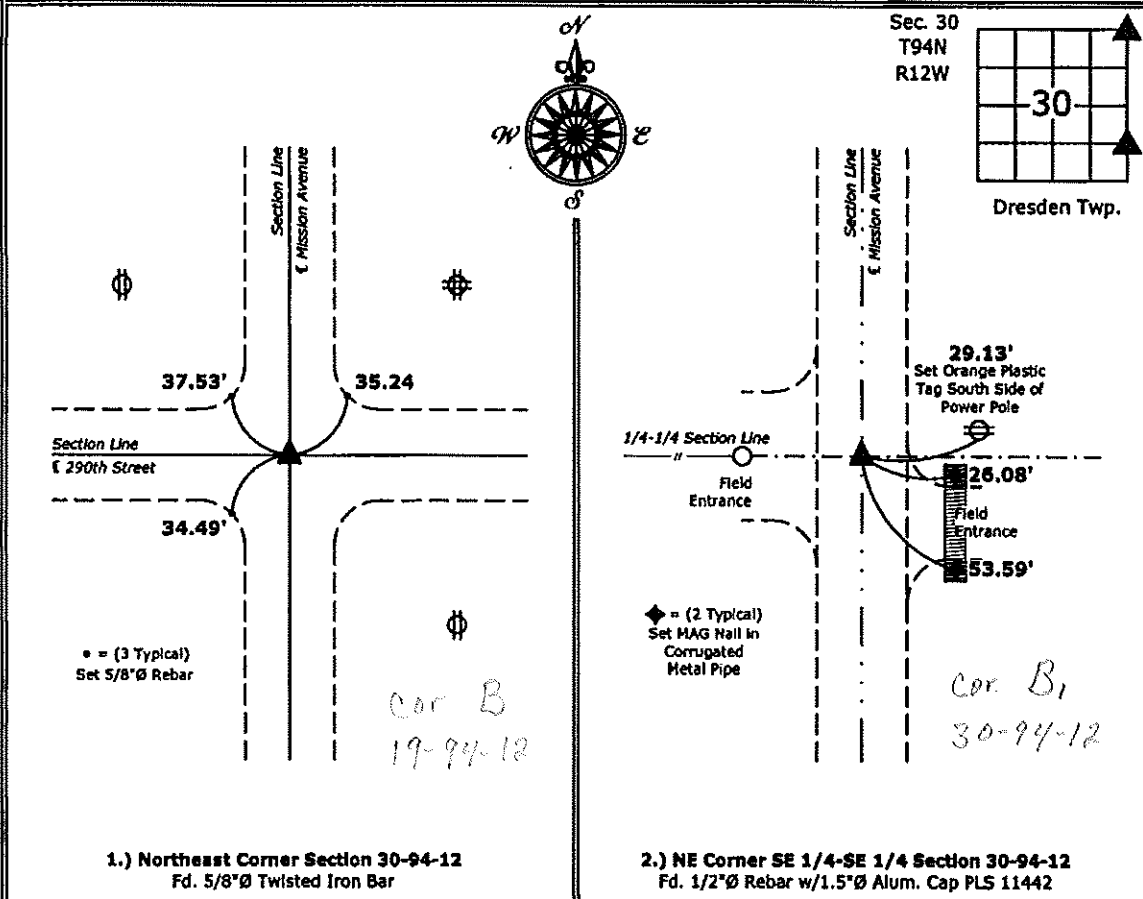 Sec. 30
T94N
R12W
30
Dresden Twp.
N
W
E
S
Section Line
℄ Mission Avenue
37.53'
35.24
Section Line
℄ 290th Street
34.49'
• = (3 Typical)
Set 5/8"Ø Rebar
Cor B
19-94-12
1.) Northeast Corner Section 30-94-12
Fd. 5/8"Ø Twisted Iron Bar
Section Line
℄ Mission Avenue
29.13'
Set Orange Plastic
Tag South Side of
Power Pole
1/4-1/4 Section Line
"
Field
Entrance
26.08'
Field
Entrance
53.59'
= (2 Typical)
Set MAG Nail in
Corrugated
Metal Pipe
Cor. B1
30-94-12
2.) NE Corner SE 1/4-SE 1/4 Section 30-94-12
Fd. 1/2"Ø Rebar w/1.5"Ø Alum. Cap PLS 11442